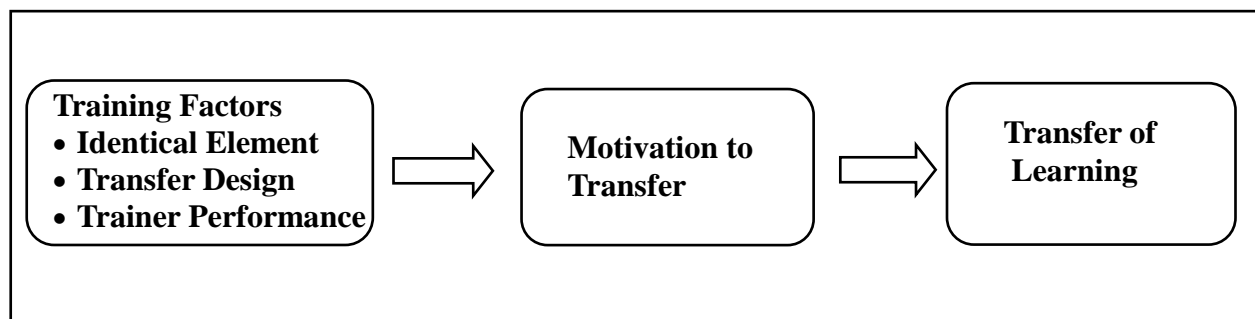 Training Factors
• Identical Element
• Transfer Design
• Trainer Performance
Motivation to
Transfer
Transfer of
Learning